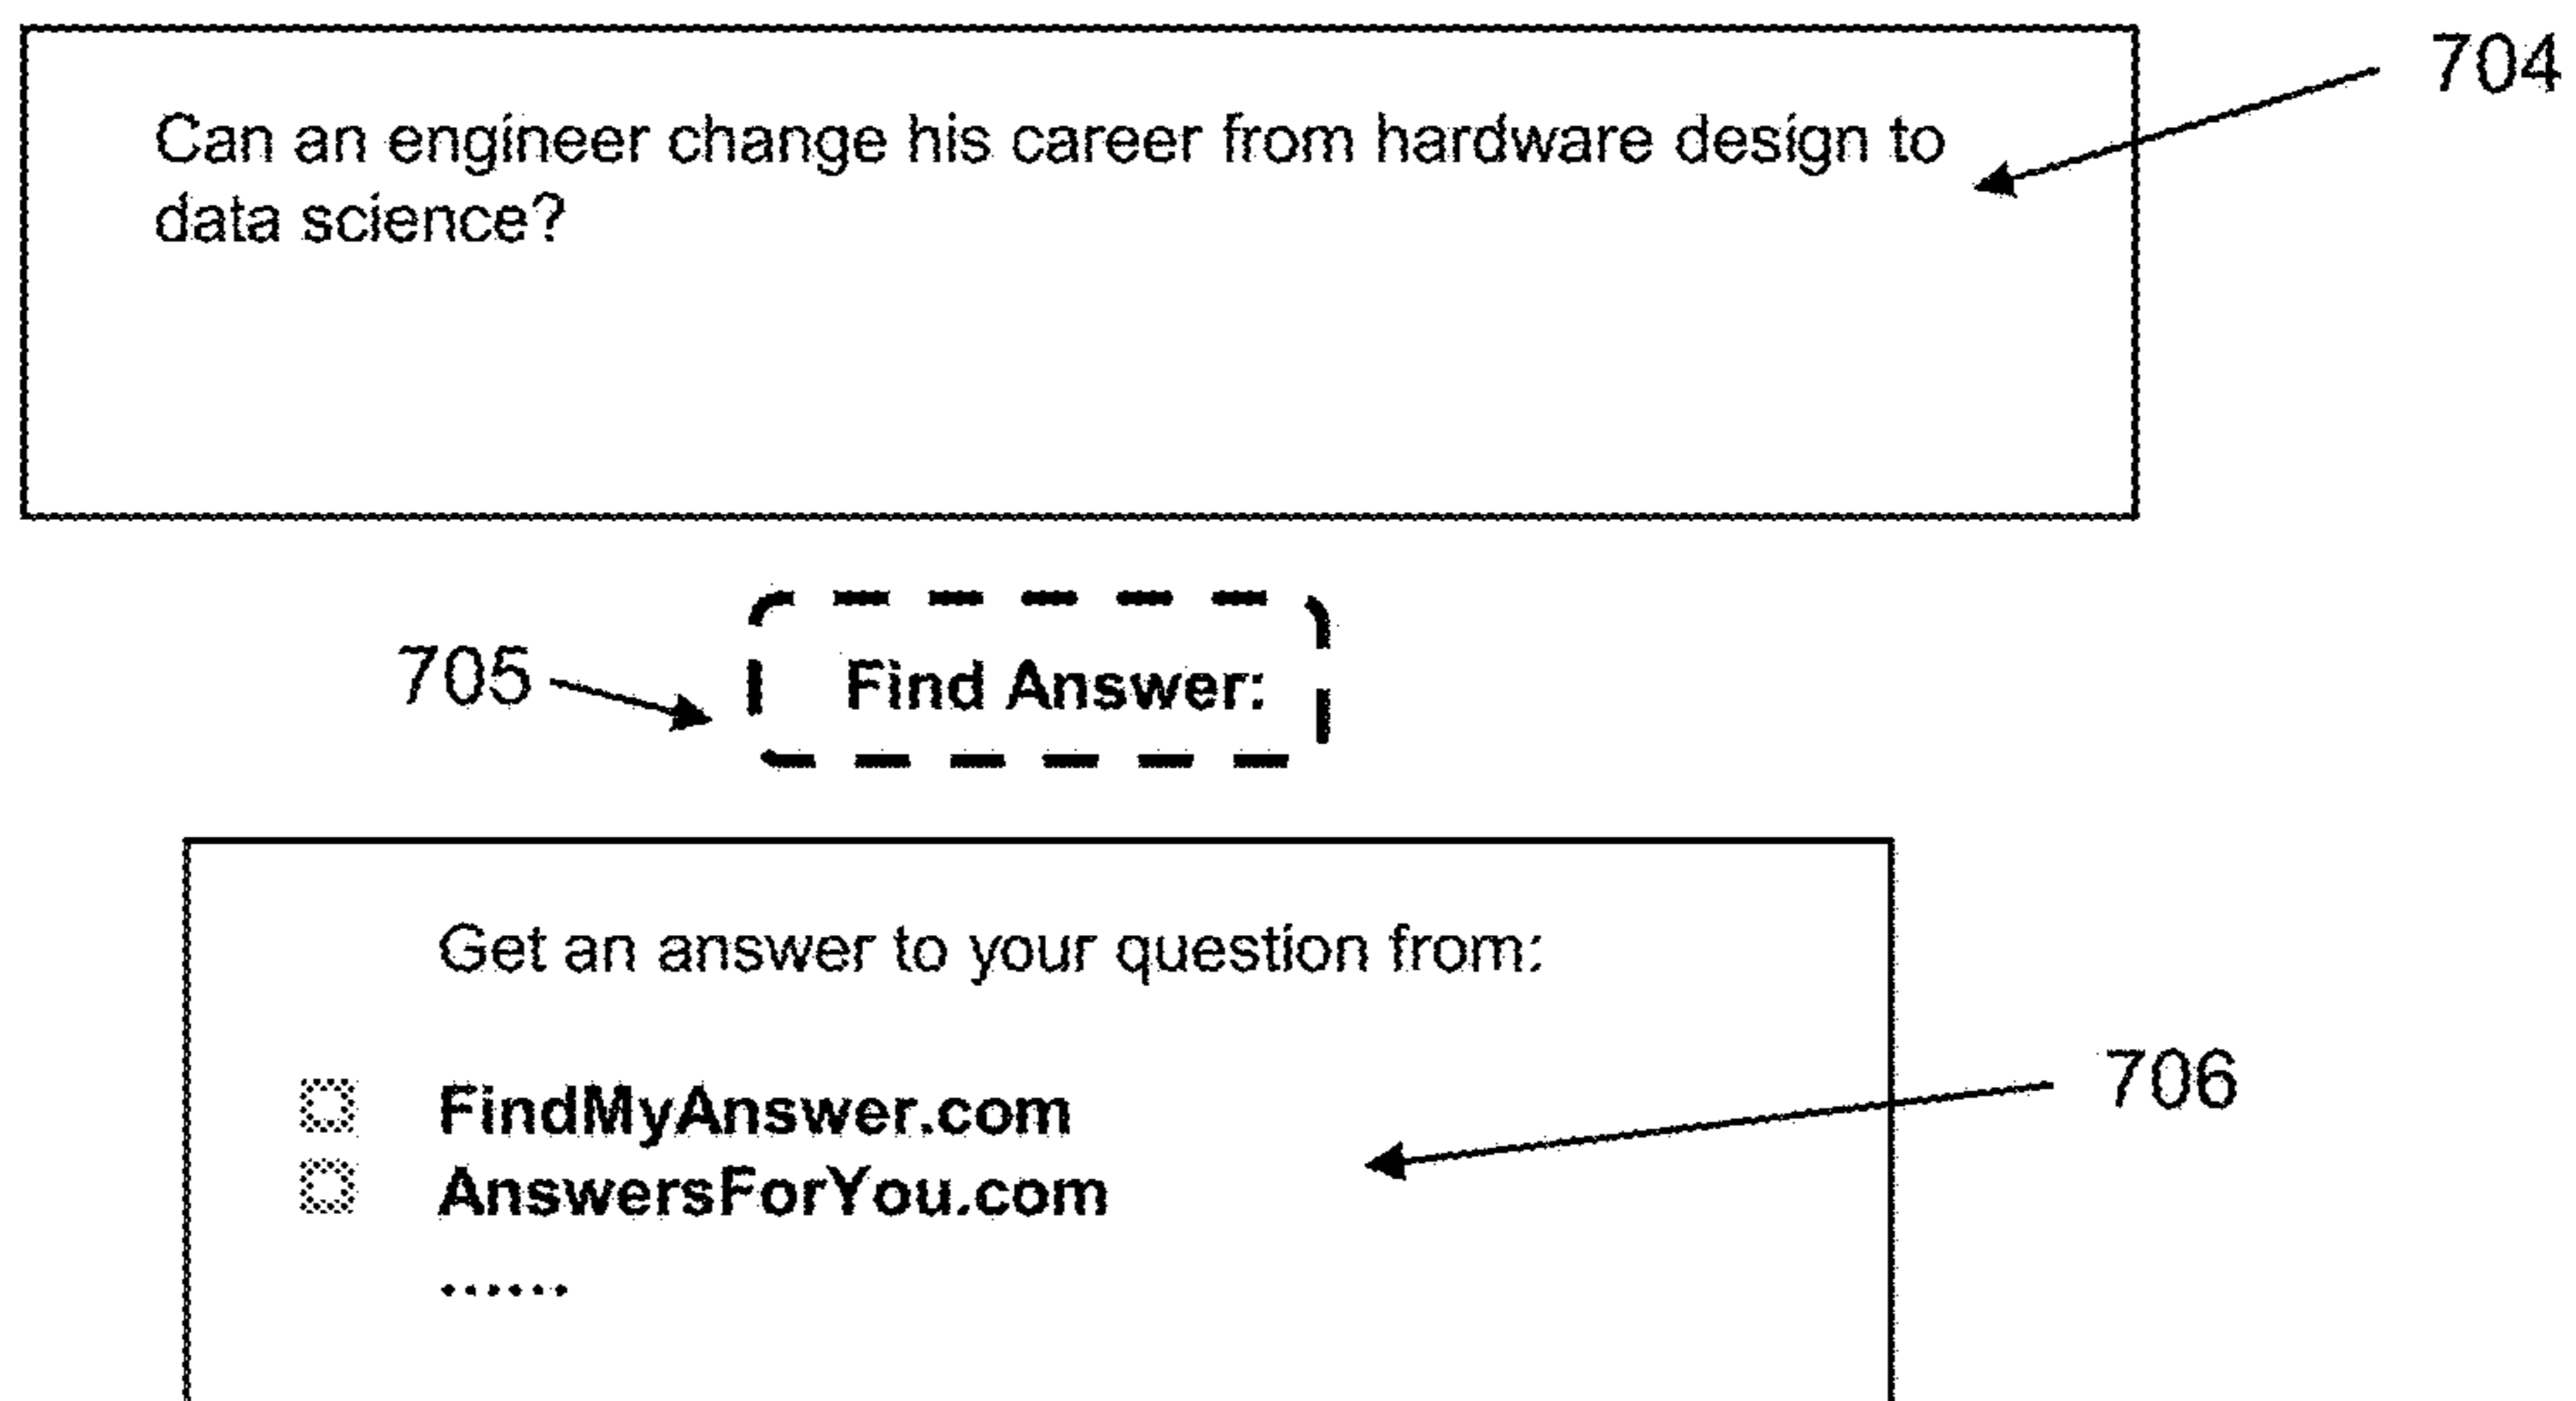 704
Can an engineer change his career from hardware design to
data science?
705
Find Answer:
Get an answer to your question from:
706
FindMyAnswer.com
AnswersForYou.com
......